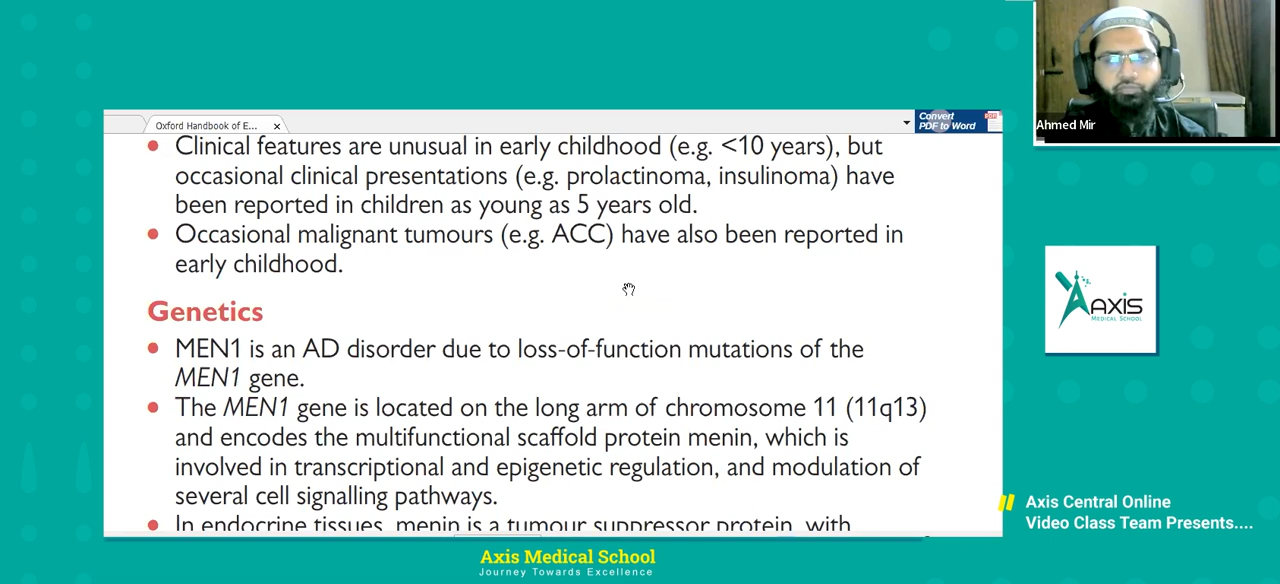 Ahmed Mir
Oxford Handbook of E...
Convert
PDF to Word
Clinical features are unusual in early childhood (e.g. <10 years), but
occasional clinical presentations (e.g. prolactinoma, insulinoma) have
been reported in children as young as 5 years old.
Occasional malignant tumours (e.g. ACC) have also been reported in
early childhood.
Genetics
MEN1 is an AD disorder due to loss-of-function mutations of the
MEN1 gene.
The MEN1 gene is located on the long arm of chromosome 11 (11q13)
and encodes the multifunctional scaffold protein menin, which is
involved in transcriptional and epigenetic regulation, and modulation of
several cell signalling pathways.
In endocrine tissues, menin is a tumour suppressor protein, with
AXIS
MEDICAL SCHOOL
Axis Central Online
Video Class Team Presents....
Axis Medical School
Journey Towards Excellence